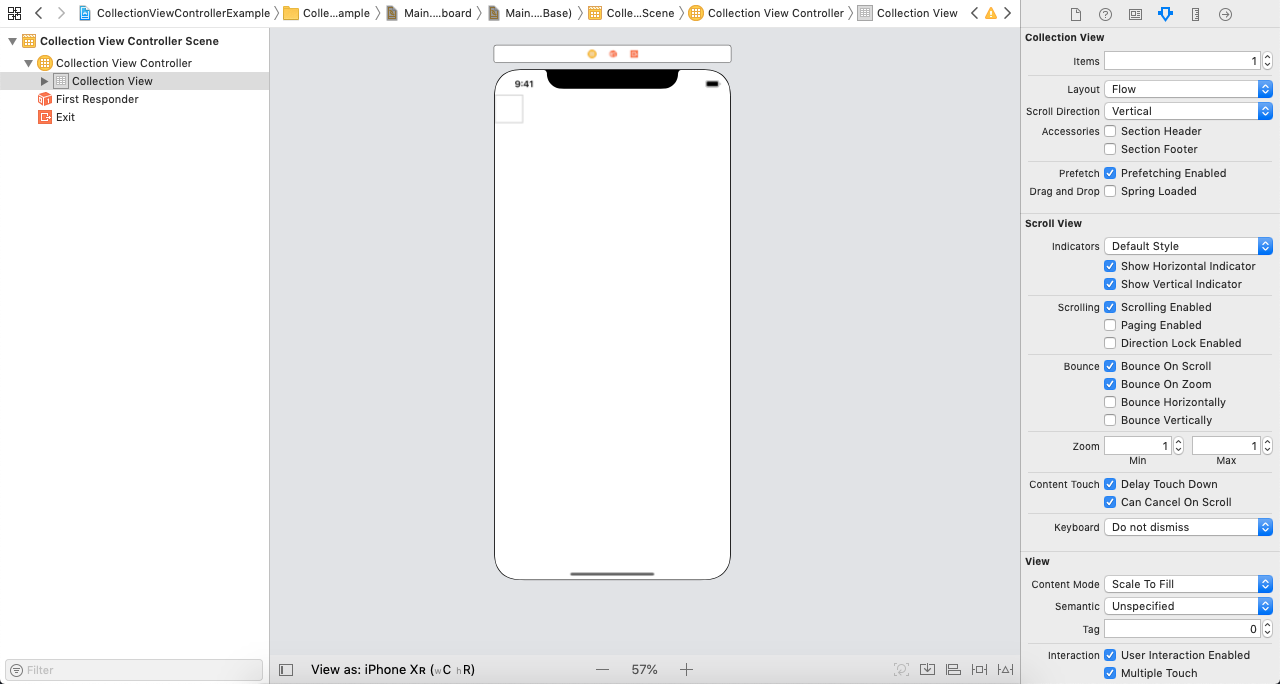 CollectionViewControllerExample Colle...ample Main....board Main....Base) Colle...Scene Collection View Controller Collection View
Collection View Controller Scene
Collection View Controller
Collection View
First Responder
Exit
Filter
9:41
View as: iPhone XR (wC hR)
57%
Collection View
Items 1
Layout Flow
Scroll Direction Vertical
Accessories Section Header
Section Footer
Prefetch Prefetching Enabled
Drag and Drop Spring Loaded
Scroll View
Indicators Default Style
Show Horizontal Indicator
Show Vertical Indicator
Scrolling Scrolling Enabled
Paging Enabled
Direction Lock Enabled
Bounce Bounce On Scroll
Bounce On Zoom
Bounce Horizontally
Bounce Vertically
Zoom 1 1
Min Max
Content Touch Delay Touch Down
Can Cancel On Scroll
Keyboard Do not dismiss
View
Content Mode Scale To Fill
Semantic Unspecified
Tag 0
Interaction User Interaction Enabled
Multiple Touch